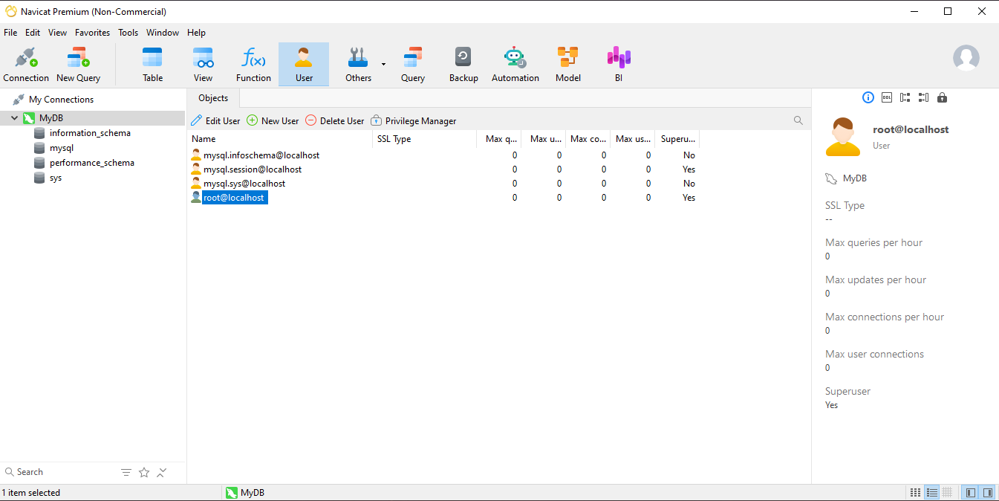 Navicat Premium (Non-Commercial)
File Edit View Favorites Tools Window Help
Connection New Query Table View Function User Others Query Backup Automation Model BI
My Connections
MyDB
information_schema
mysql
performance_schema
sys
Search
Objects
Edit User New User Delete User Privilege Manager
Name SSL Type Max q... Max u... Max co... Max us... Superu...
mysql.infoschema@localhost 0 0 0 0 No
mysql.session@localhost 0 0 0 0 Yes
mysql.sys@localhost 0 0 0 0 No
root@localhost 0 0 0 0 Yes
DDL
root@localhost
User
MyDB
SSL Type
--
Max queries per hour
0
Max updates per hour
0
Max connections per hour
0
Max user connections
0
Superuser
Yes
1 item selected MyDB